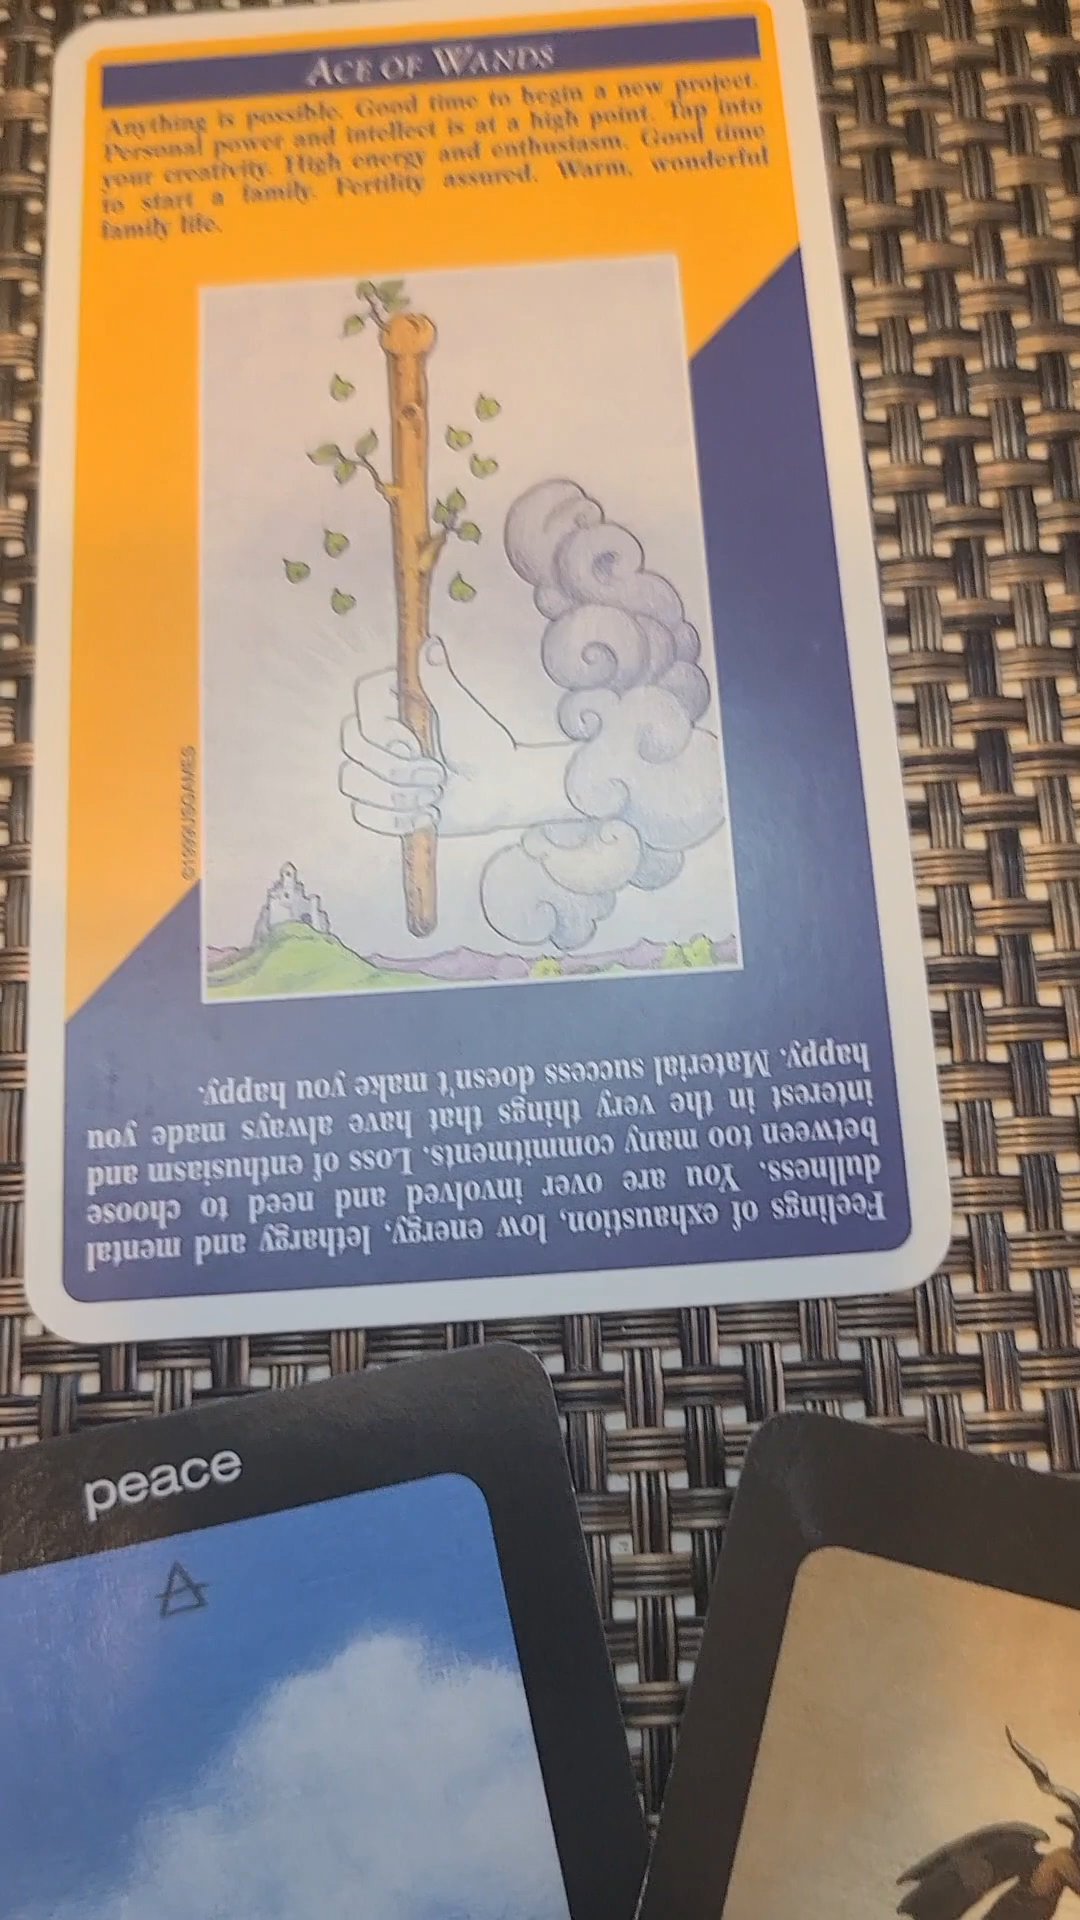 ACE OF WANDS
Anything is possible. Good time to begin a new project.
Personal power and intellect is at a high point. Tap into
your creativity. High energy and enthusiasm. Good time
to start a family. Fertility assured. Warm, wonderful
family life.
©1999USGAMES
Feelings of exhaustion, low energy, lethargy and mental
dullness. You are over involved and need to choose
between too many commitments. Loss of enthusiasm and
interest in the very things that have always made you
happy. Material success doesn't make you happy.
peace